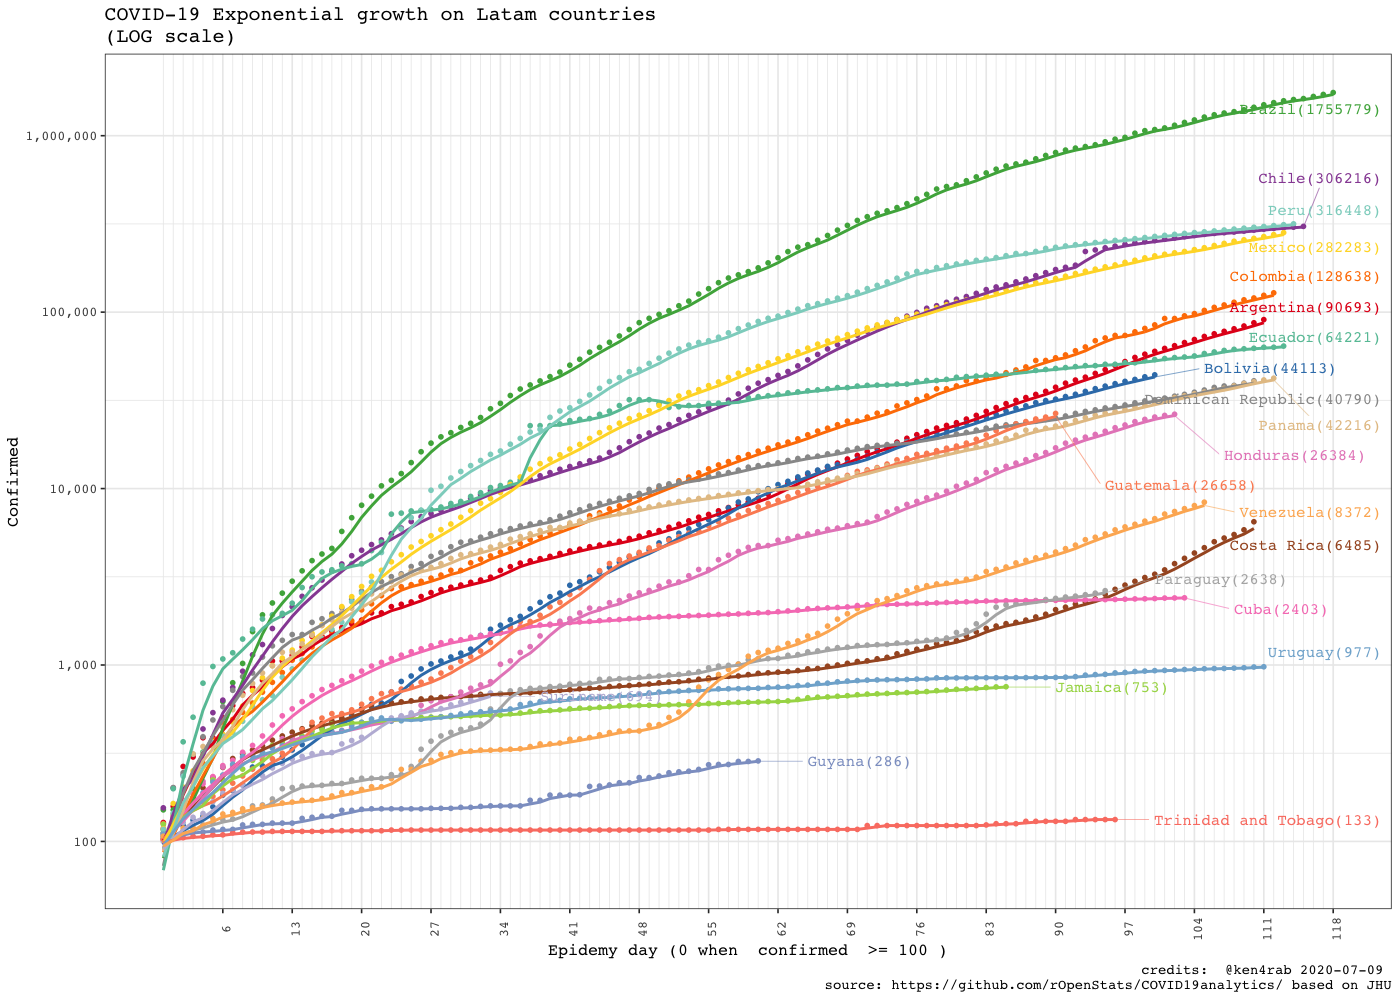 COVID-19 Exponential growth on Latam countries
(LOG scale)
Confirmed
1,000,000
100,000
10,000
1,000
100
Brazil(1755779)
Chile(306216)
Peru(316448)
Mexico(282283)
Colombia(128638)
Argentina(90693)
Ecuador(64221)
Bolivia(44113)
Dominican Republic(40790)
Panama(42216)
Honduras(26384)
Guatemala(26658)
Venezuela(8372)
Costa Rica(6485)
Paraguay(2638)
Cuba(2403)
Uruguay(977)
Jamaica(753)
Guyana(286)
Trinidad and Tobago(133)
6 13 20 27 34 41 48 55 62 69 76 83 90 97 104 111 118
Epidemy day (0 when  confirmed  >= 100 )
credits:  @ken4rab 2020-07-09
source: https://github.com/rOpenStats/COVID19analytics/ based on JHU